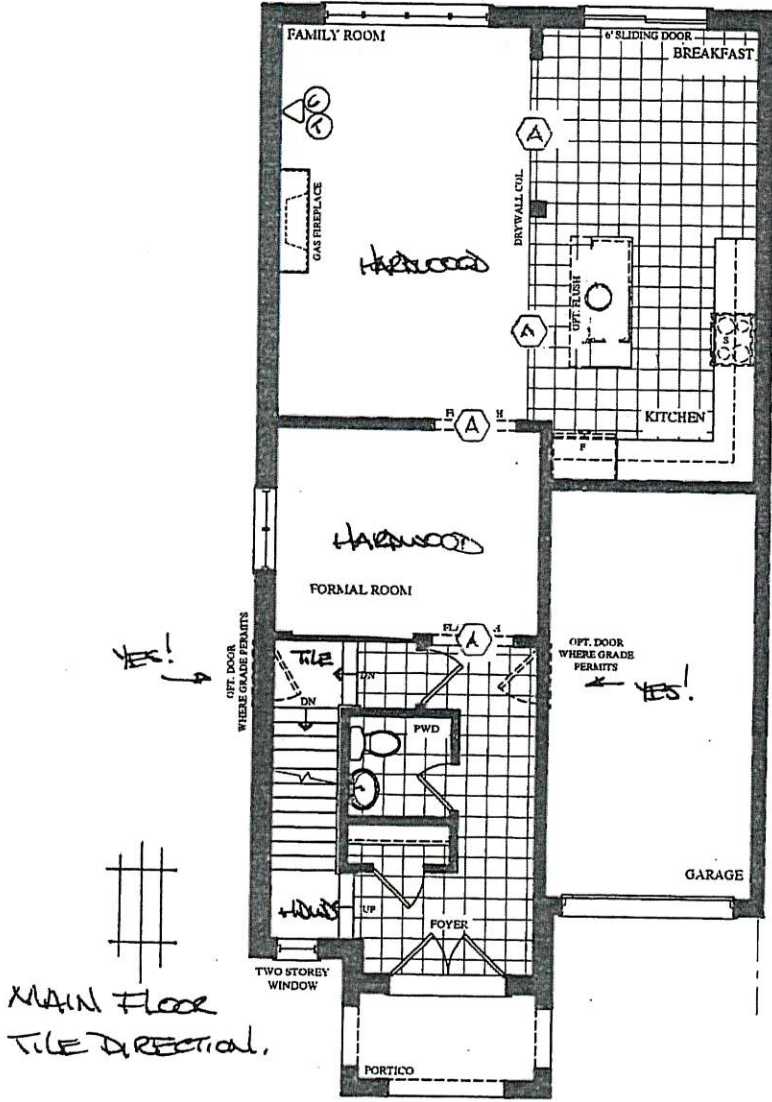 FAMILY ROOM
6' SLIDING DOOR
BREAKFAST
C
T
A
GAS FIREPLACE
DRYWALL COL.
HARDWOOD
OPT. FLUSH
A
S
KITCHEN
A
F
HARDWOOD
FORMAL ROOM
A
YES!
OPT. DOOR
WHERE GRADE PERMITS
TILE
DN
DN
OPT. DOOR
WHERE GRADE
PERMITS
YES!
PWD
GARAGE
HDWD
UP
FOYER
TWO STOREY
WINDOW
MAIN FLOOR
TILE DIRECTION.
PORTICO